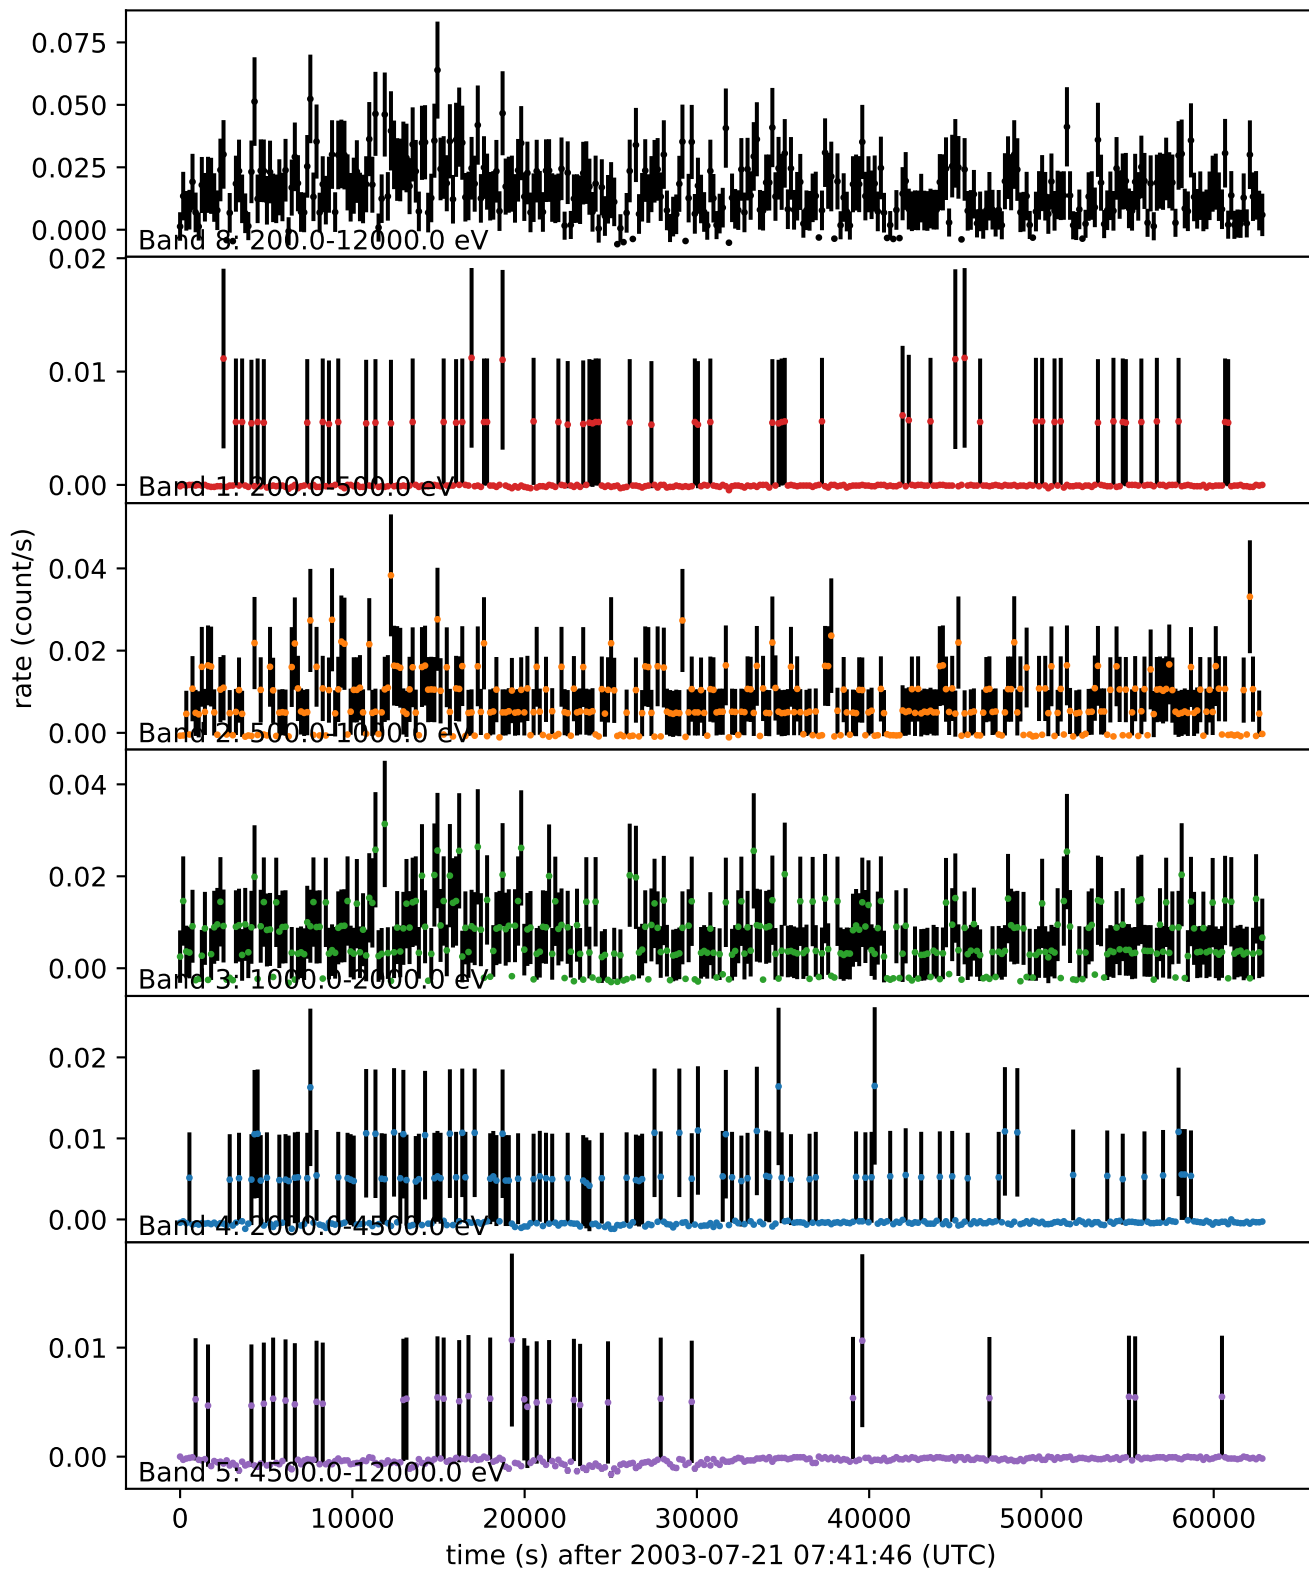 0.075
0.050
0.025
0.000
Band 8: 200.0-12000.0 eV
0.02
0.01
0.00
Band 1: 200.0-500.0 eV
rate (count/s)
0.04
0.02
0.00
Band 2: 500.0-1000.0 eV
0.04
0.02
0.00
Band 3: 1000.0-2000.0 eV
0.02
0.01
0.00
Band 4: 2000.0-4500.0 eV
0.01
0.00
Band 5: 4500.0-12000.0 eV
0 10000 20000 30000 40000 50000 60000
time (s) after 2003-07-21 07:41:46 (UTC)